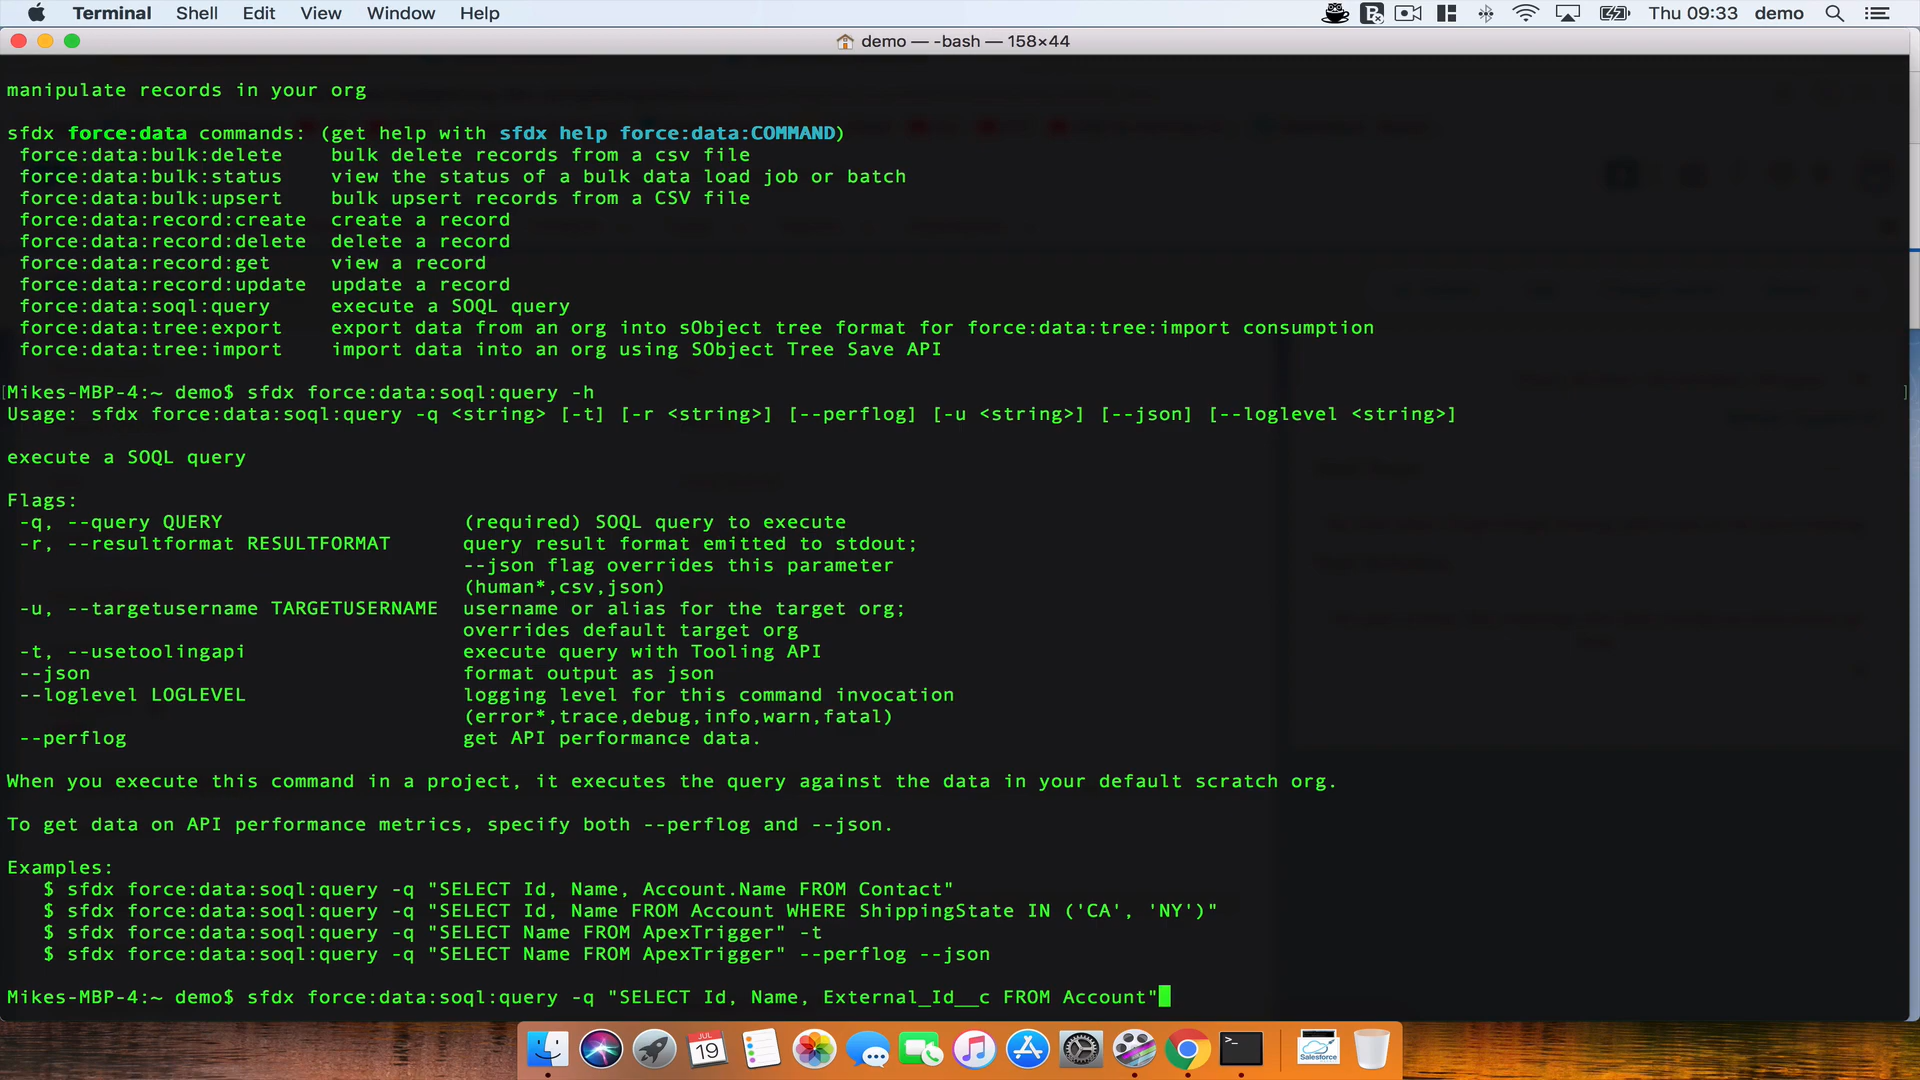 Terminal Shell Edit View Window Help Thu 09:33 demo
demo — -bash — 158×44
manipulate records in your org
sfdx force:data commands: (get help with sfdx help force:data:COMMAND)
force:data:bulk:delete bulk delete records from a csv file
force:data:bulk:status view the status of a bulk data load job or batch
force:data:bulk:upsert bulk upsert records from a CSV file
force:data:record:create create a record
force:data:record:delete delete a record
force:data:record:get view a record
force:data:record:update update a record
force:data:soql:query execute a SOQL query
force:data:tree:export export data from an org into sObject tree format for force:data:tree:import consumption
force:data:tree:import import data into an org using SObject Tree Save API
[Mikes-MBP-4:~ demo$ sfdx force:data:soql:query -h ]
Usage: sfdx force:data:soql:query -q <string> [-t] [-r <string>] [--perflog] [-u <string>] [--json] [--loglevel <string>]
execute a SOQL query
Flags:
-q, --query QUERY (required) SOQL query to execute
-r, --resultformat RESULTFORMAT query result format emitted to stdout;
--json flag overrides this parameter
(human*,csv,json)
-u, --targetusername TARGETUSERNAME username or alias for the target org;
overrides default target org
-t, --usetoolingapi execute query with Tooling API
--json format output as json
--loglevel LOGLEVEL logging level for this command invocation
(error*,trace,debug,info,warn,fatal)
--perflog get API performance data.
When you execute this command in a project, it executes the query against the data in your default scratch org.
To get data on API performance metrics, specify both --perflog and --json.
Examples:
$ sfdx force:data:soql:query -q "SELECT Id, Name, Account.Name FROM Contact"
$ sfdx force:data:soql:query -q "SELECT Id, Name FROM Account WHERE ShippingState IN ('CA', 'NY')"
$ sfdx force:data:soql:query -q "SELECT Name FROM ApexTrigger" -t
$ sfdx force:data:soql:query -q "SELECT Name FROM ApexTrigger" --perflog --json
Mikes-MBP-4:~ demo$ sfdx force:data:soql:query -q "SELECT Id, Name, External_Id__c FROM Account"
JUL
19
>_
Salesforce